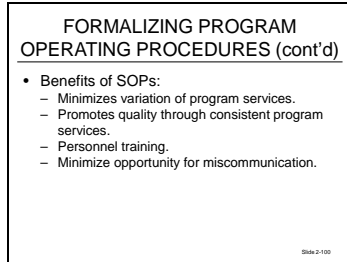 FORMALIZING PROGRAM
OPERATING PROCEDURES (cont'd)
• Benefits of SOPs:
– Minimizes variation of program services.
– Promotes quality through consistent program
services.
– Personnel training.
– Minimize opportunity for miscommunication.
Slide 2-100